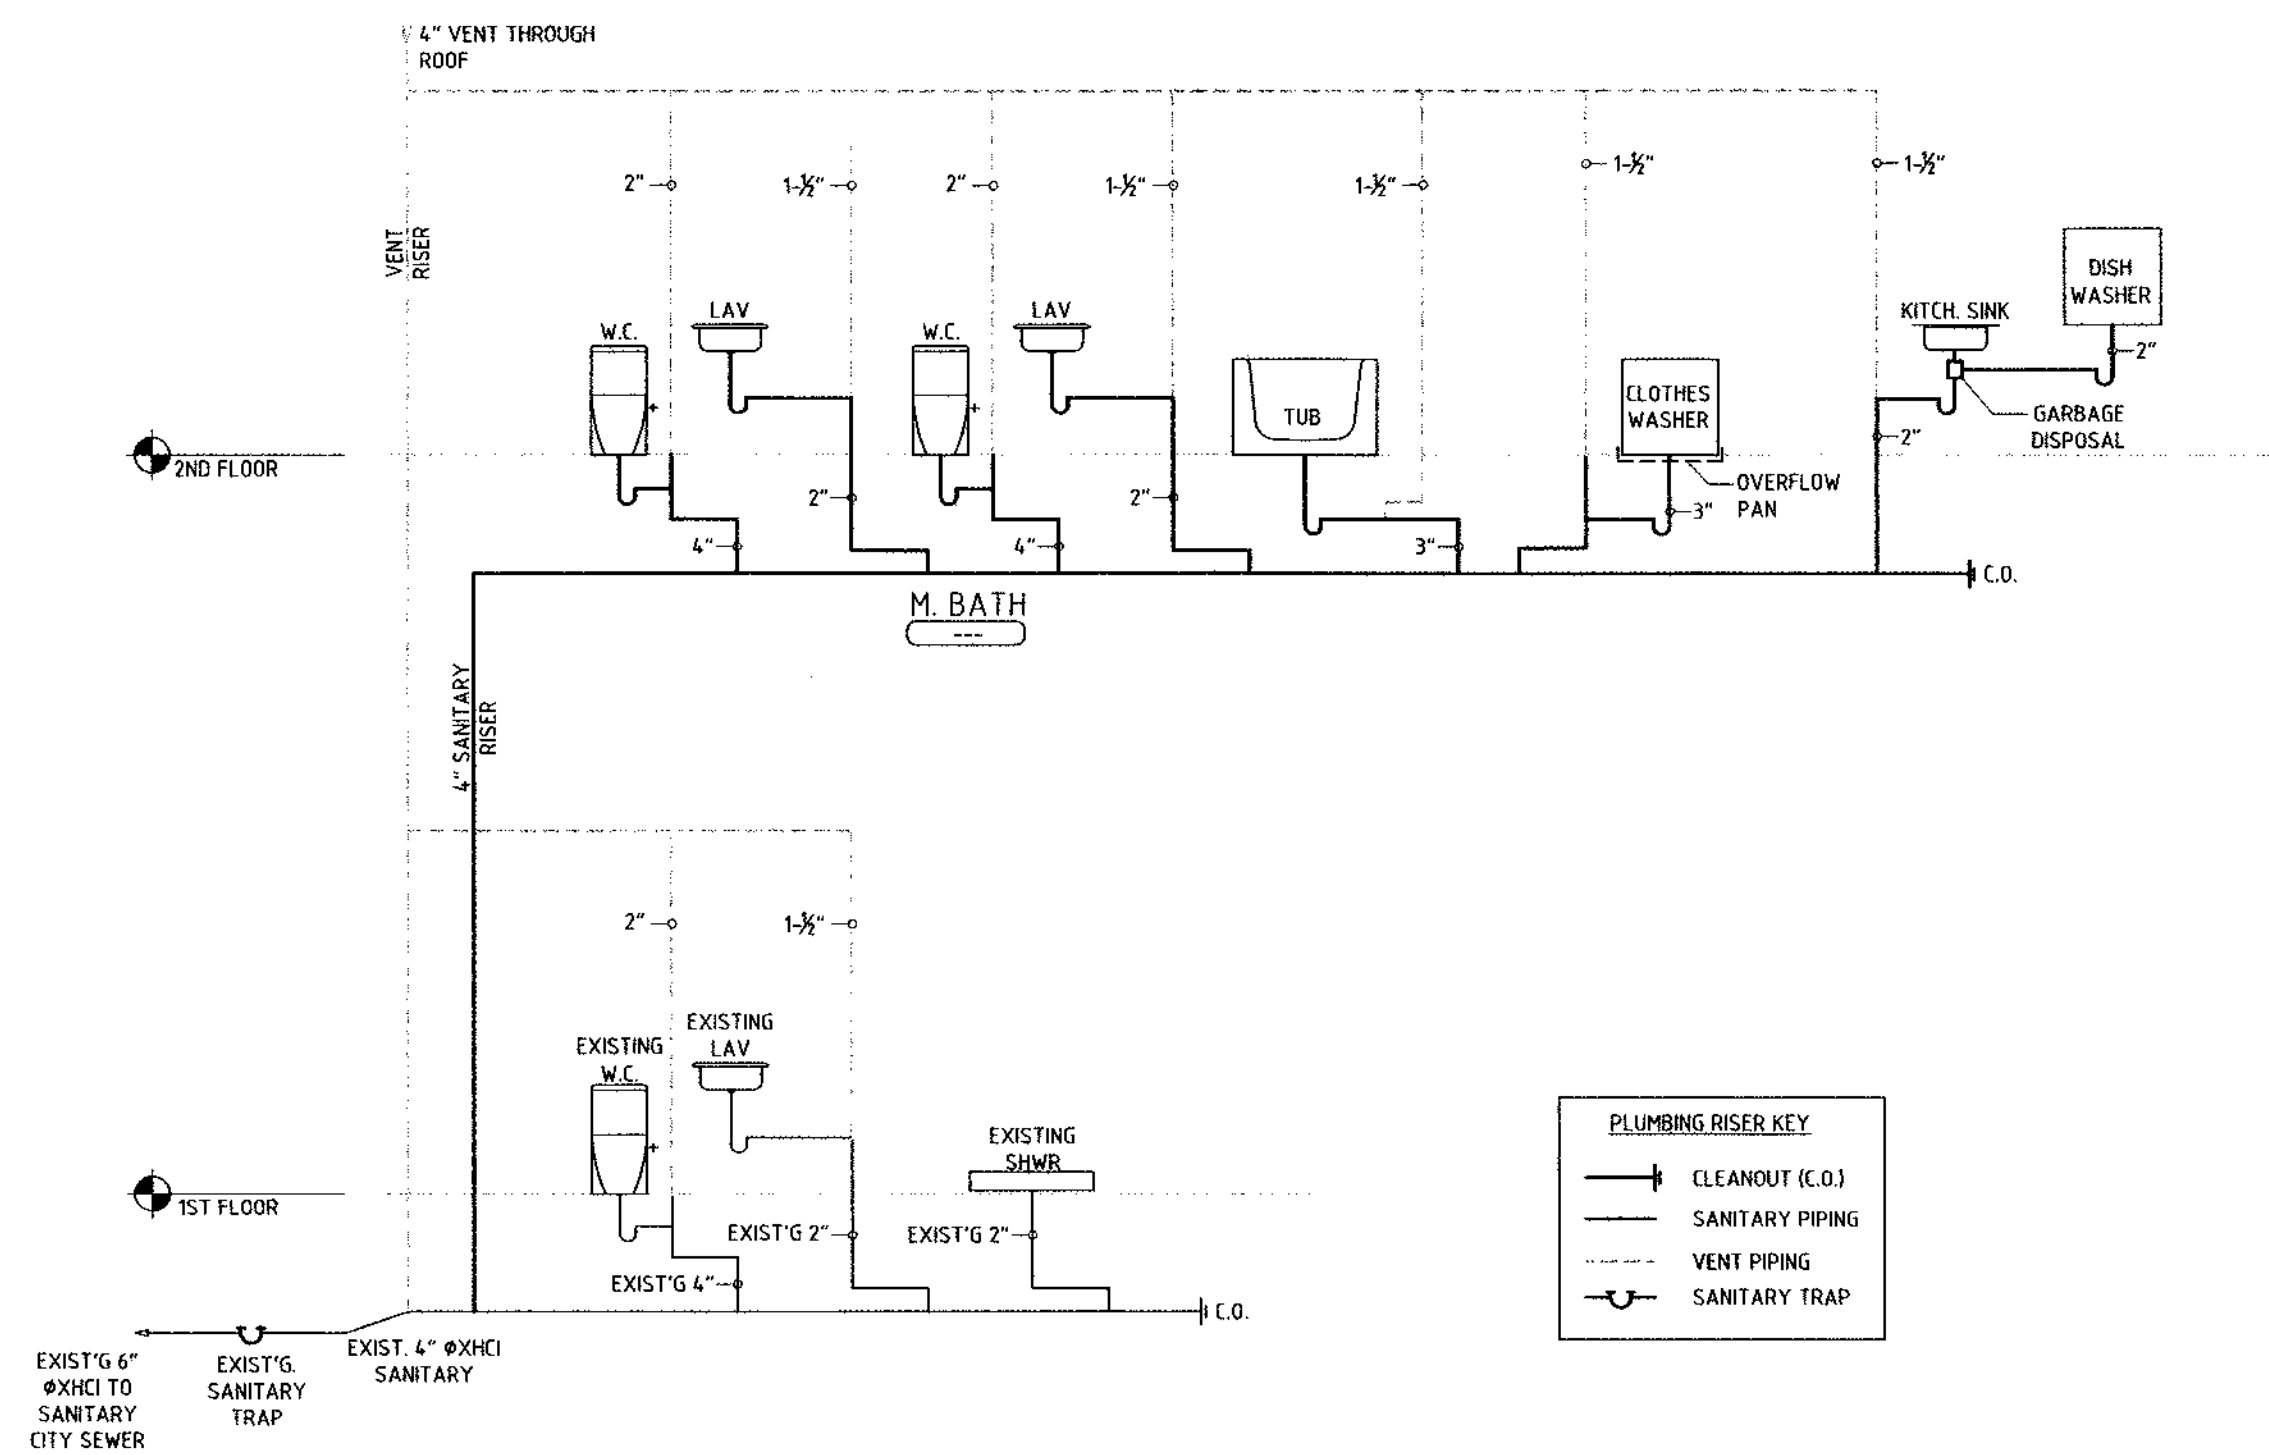 4" VENT THROUGH
ROOF
2"
1-½"
2"
1-½"
1-½"
1-½"
1-½"
VENT
RISER
W.C.
LAV
W.C.
LAV
TUB
CLOTHES
WASHER
KITCH. SINK
DISH
WASHER
2"
GARBAGE
DISPOSAL
2"
OVERFLOW
PAN
3"
2ND FLOOR
2"
2"
4"
4"
3"
C.O.
M. BATH
---
4" SANITARY
RISER
2"
1-½"
EXISTING
W.C.
EXISTING
LAV
EXISTING
SHWR
1ST FLOOR
EXIST'G 2"
EXIST'G 2"
EXIST'G 4"
C.O.
EXIST. 4" ØXHCI
SANITARY
EXIST'G.
SANITARY
TRAP
EXIST'G 6"
ØXHCI TO
SANITARY
CITY SEWER
PLUMBING RISER KEY
CLEANOUT (C.O.)
SANITARY PIPING
VENT PIPING
SANITARY TRAP